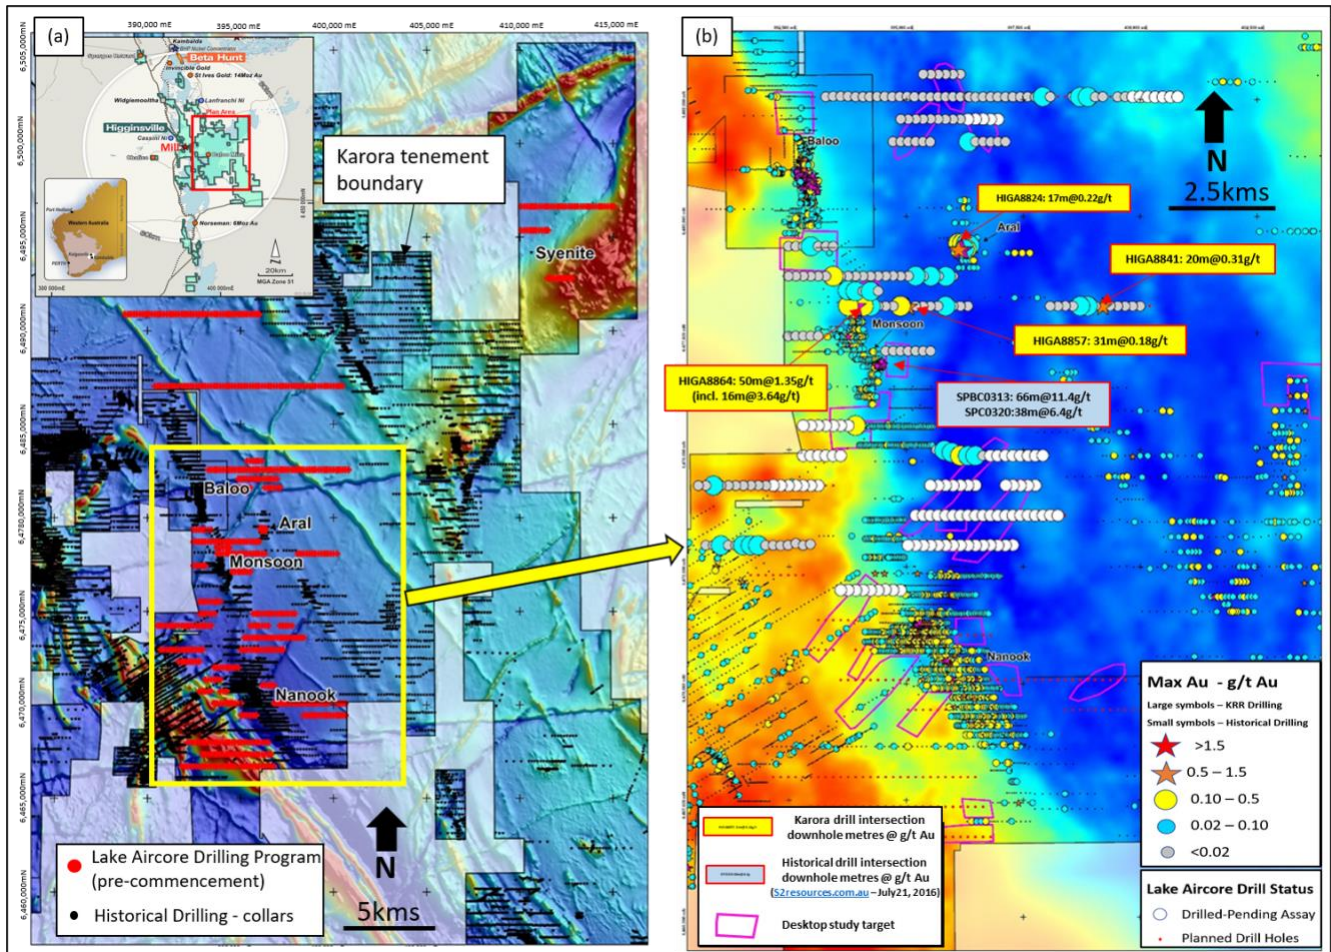 (a)
390,000 mE
395,000 mE
400,000 mE
405,000 mE
410,000 mE
415,000 mE
6,505,000mN
6,500,000mN
6,495,000mN
6,490,000mN
6,485,000mN
6,4780,000mN
6,475,000mN
6,470,000mN
6,465,000mN
6,460,000mN
Kambalda
Beta Hunt
Invincible Gold
St Ives Gold: 14Moz Au
Widgiemooltha
Lanfranchi Ni
Plan Area
Higginsville
Cassini Ni
Mill
Norseman: 6Moz Au
Western Australia
PERTH
20km
MGA Zone 51
Karora tenement
boundary
Syenite
Baloo
Aral
Monsoon
Nanook
N
5kms
Lake Aircore Drilling Program
(pre-commencement)
Historical Drilling - collars
(b)
N
2.5kms
Baloo
HIGA8824: 17m@0.22g/t
Aral
HIGA8841: 20m@0.31g/t
Monsoon
HIGA8857: 31m@0.18g/t
HIGA8864: 50m@1.35g/t
(incl. 16m@3.64g/t)
SPBC0313: 66m@11.4g/t
SPC0320:38m@6.4g/t
Nanook
Max Au - g/t Au
Large symbols – KRR Drilling
Small symbols – Historical Drilling
>1.5
0.5 – 1.5
0.10 – 0.5
0.02 – 0.10
<0.02
Karora drill intersection
downhole metres @ g/t Au
Historical drill intersection
downhole metres @ g/t Au
(S2resources.com.au – July21, 2016)
Desktop study target
Lake Aircore Drill Status
Drilled-Pending Assay
Planned Drill Holes